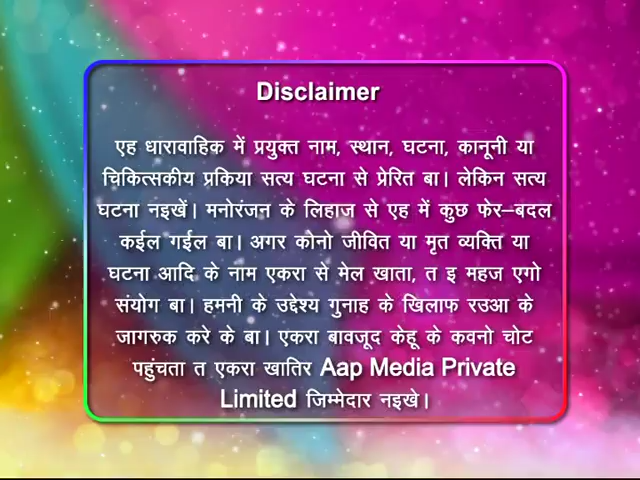 Disclaimer
एह धारावाहिक में प्रयुक्त नाम, स्थान, घटना, कानूनी या
चिकित्सकीय प्रकिया सत्य घटना से प्रेरित बा। लेकिन सत्य
घटना नइखें। मनोरंजन के लिहाज से एह में कुछ फेर–बदल
कईल गईल बा। अगर कौनो जीवित या मृत व्यक्ति या
घटना आदि के नाम एकरा से मेल खाता, त इ महज एगो
संयोग बा। हमनी के उद्देश्य गुनाह के खिलाफ रउआ के
जागरुक करे के बा। एकरा बावजूद केहू के कवनो चोट
पहुंचता त एकरा खातिर Aap Media Private
Limited जिम्मेदार नइखे।